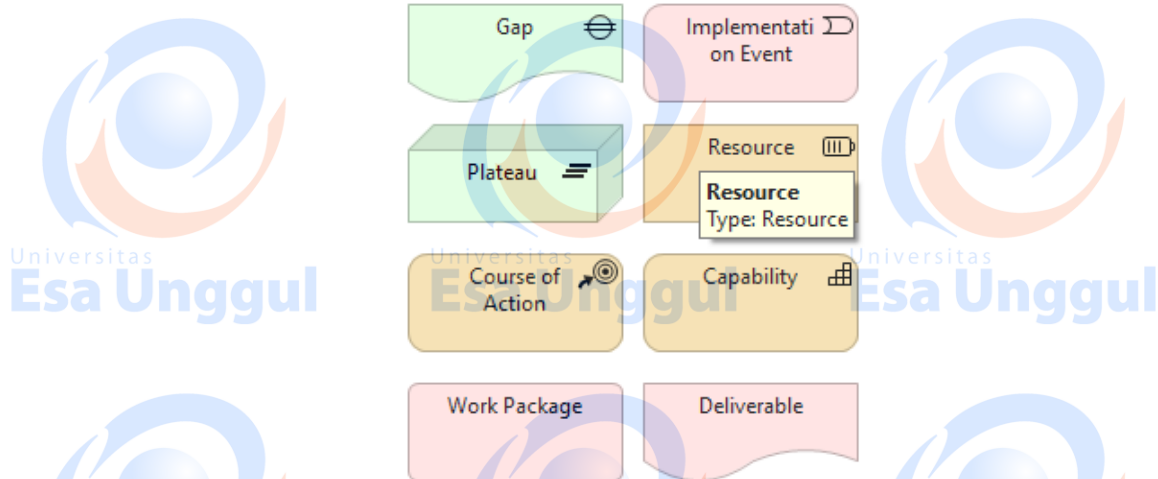 Gap
Implementati
on Event
Plateau
Resource
Resource
Type: Resource
Universitas
Esa Unggul
Universitas
Esa Unggul
Universitas
Esa Unggul
Course of
Action
Capability
Work Package
Deliverable